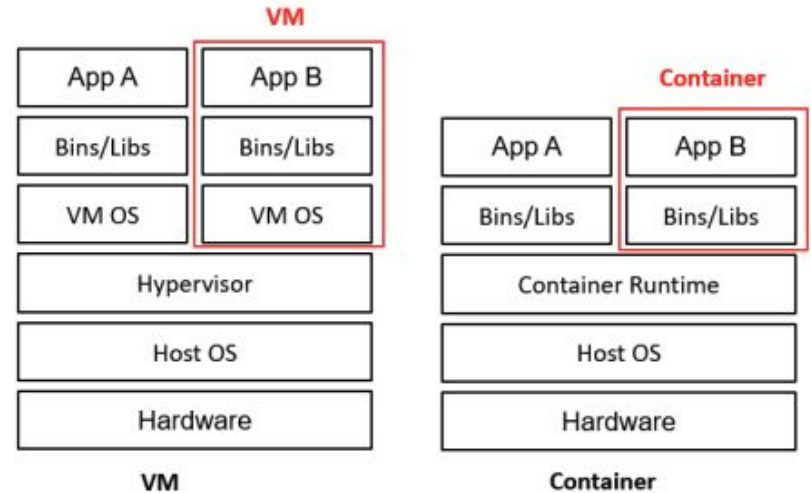 VM
App A
App B
Bins/Libs
Bins/Libs
VM OS
VM OS
Hypervisor
Host OS
Hardware
VM
Container
App A
App B
Bins/Libs
Bins/Libs
Container Runtime
Host OS
Hardware
Container